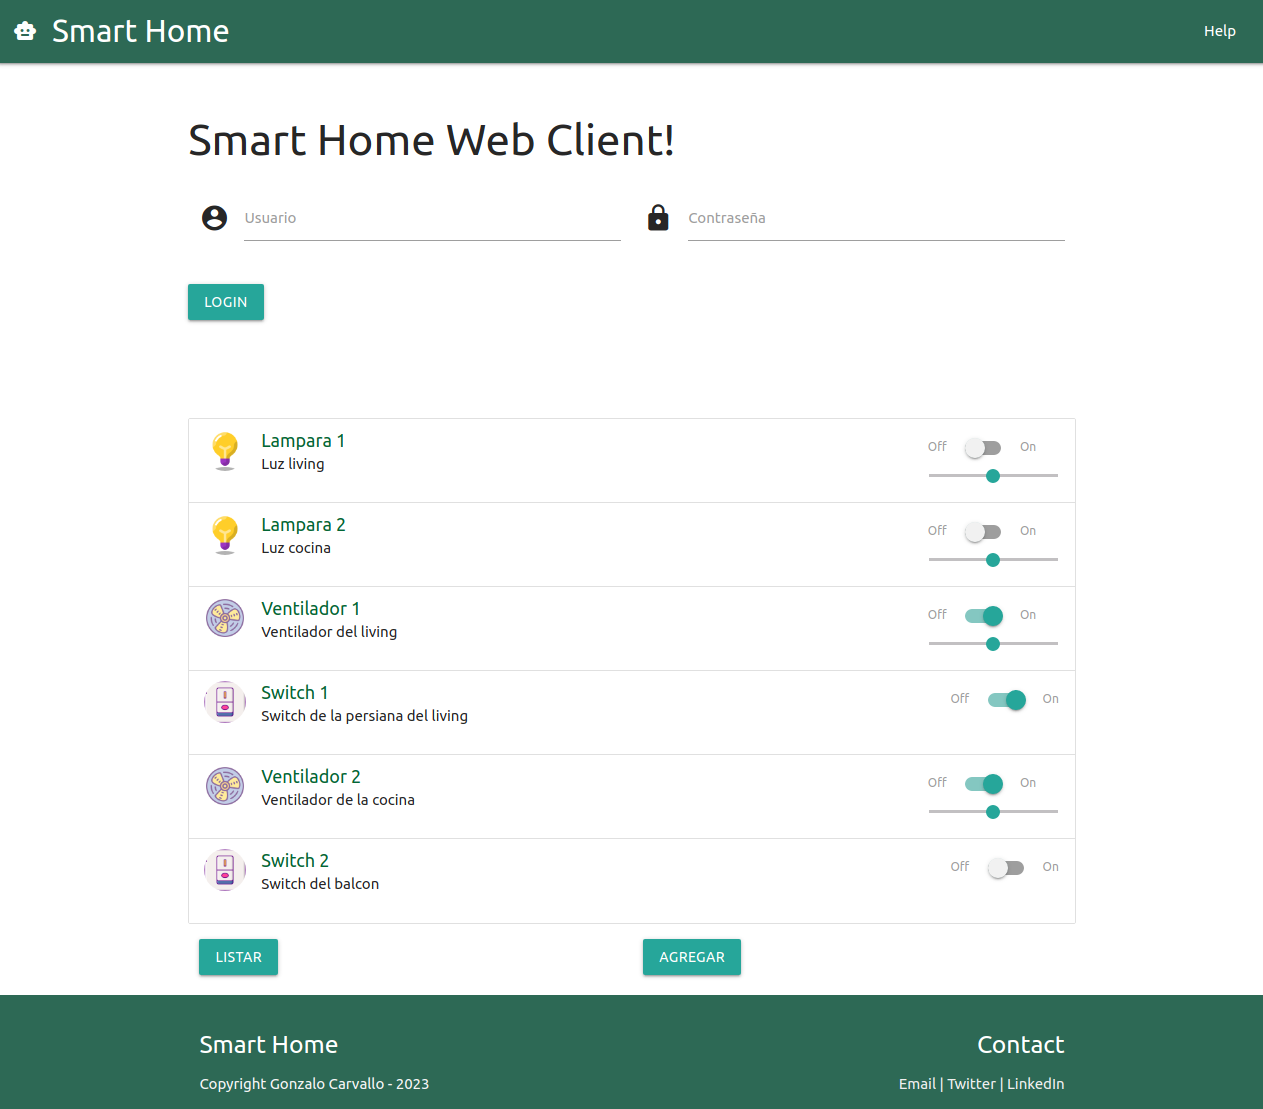 Smart Home
Help
Smart Home Web Client!
Usuario
Contraseña
LOGIN
Lampara 1
Luz living
Off On
Lampara 2
Luz cocina
Off On
Ventilador 1
Ventilador del living
Off On
Switch 1
Switch de la persiana del living
Off On
Ventilador 2
Ventilador de la cocina
Off On
Switch 2
Switch del balcon
Off On
LISTAR
AGREGAR
Smart Home
Copyright Gonzalo Carvallo - 2023
Contact
Email | Twitter | LinkedIn